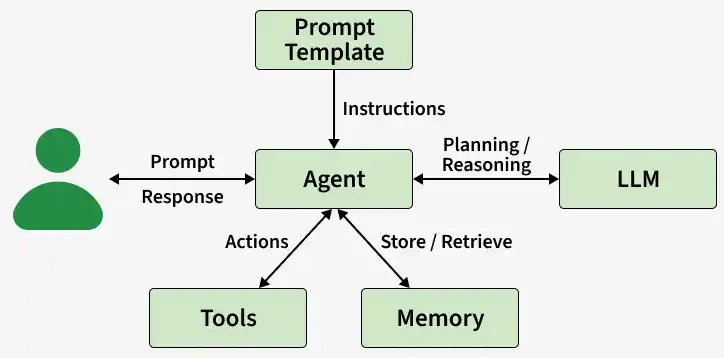 Prompt
Template
Instructions
Prompt
Response
Agent
Planning /
Reasoning
LLM
Actions
Store / Retrieve
Tools
Memory